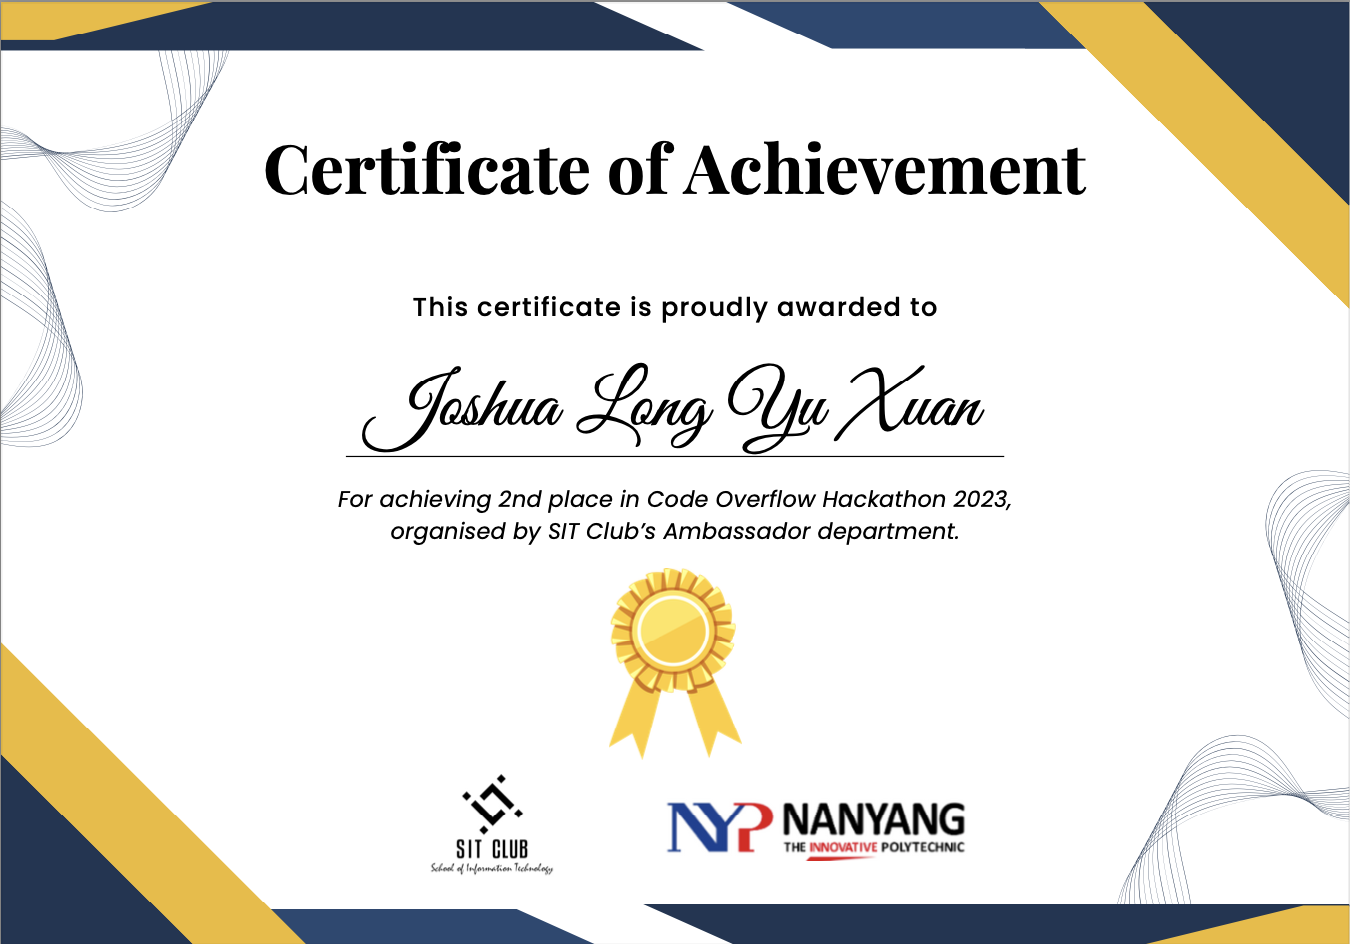 Certificate of Achievement
This certificate is proudly awarded to
Joshua Long Yu Xuan
For achieving 2nd place in Code Overflow Hackathon 2023,
organised by SIT Club’s Ambassador department.
SIT CLUB
School of Information Technology
NYP NANYANG
THE INNOVATIVE POLYTECHNIC